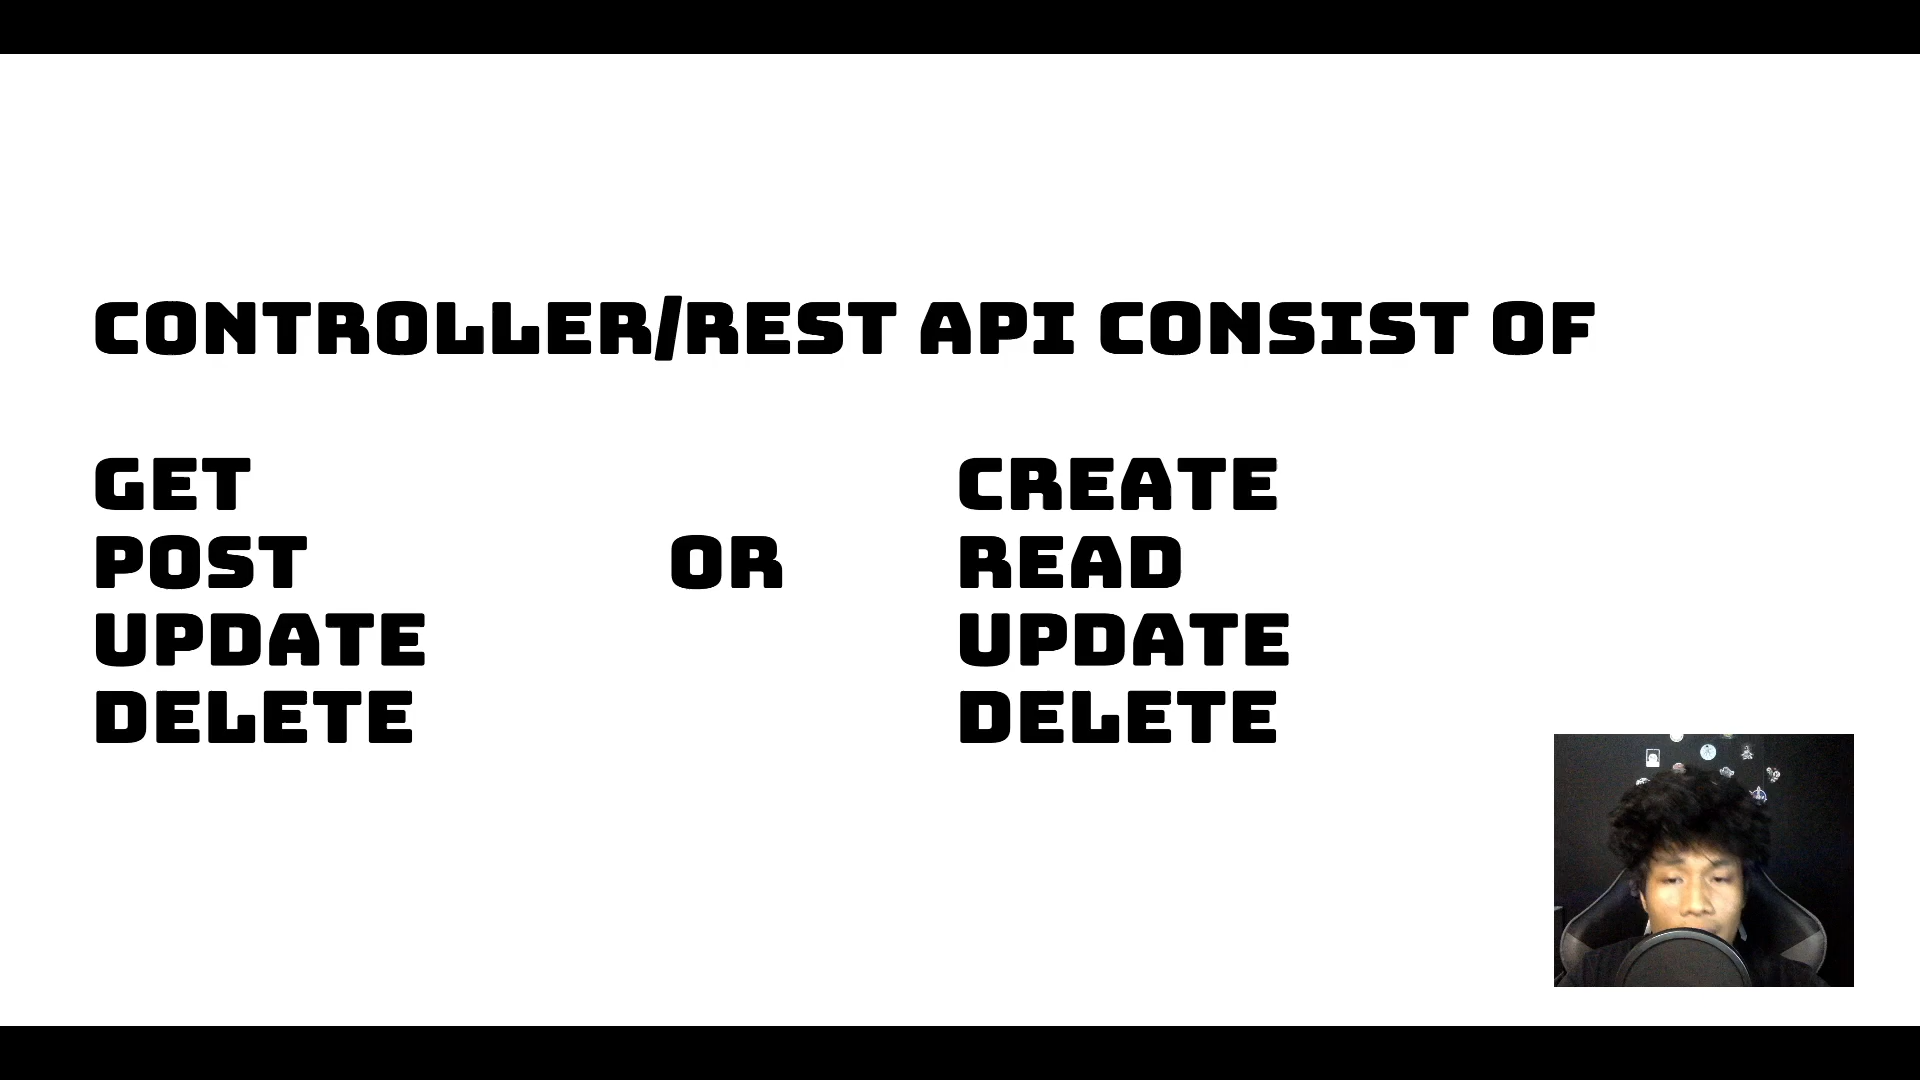 CONTROLLER/REST API CONSIST OF
GET
POST
UPDATE
DELETE
OR
CREATE
READ
UPDATE
DELETE